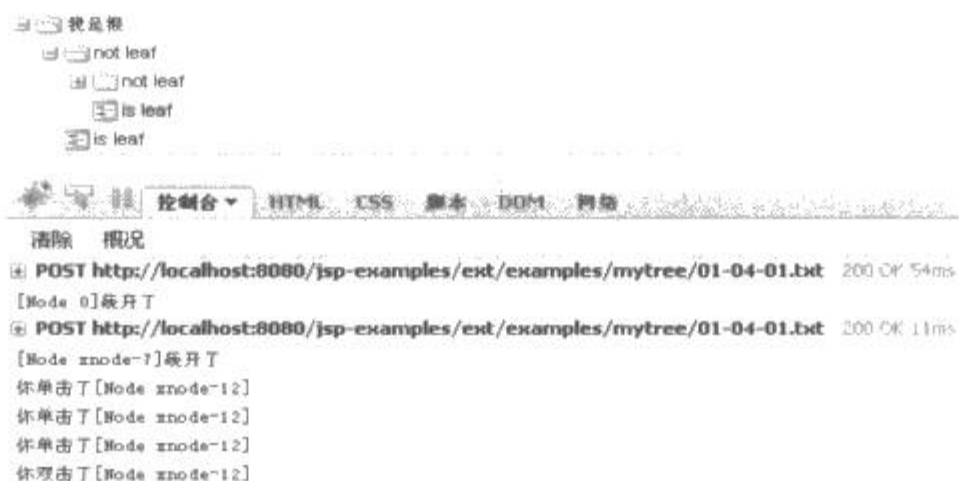 我是根
not leaf
not leaf
is leaf
is leaf
控制台 HTML CSS 脚本 DOM 网络
清除 概况
POST http://localhost:8080/jsp-examples/ext/examples/mytree/01-04-01.txt 200 OK 54ms
[Node 0]展开了
POST http://localhost:8080/jsp-examples/ext/examples/mytree/01-04-01.txt 200 OK 11ms
[Node xnode-7]展开了
你单击了[Node xnode-12]
你单击了[Node xnode-12]
你单击了[Node xnode-12]
你双击了[Node xnode-12]